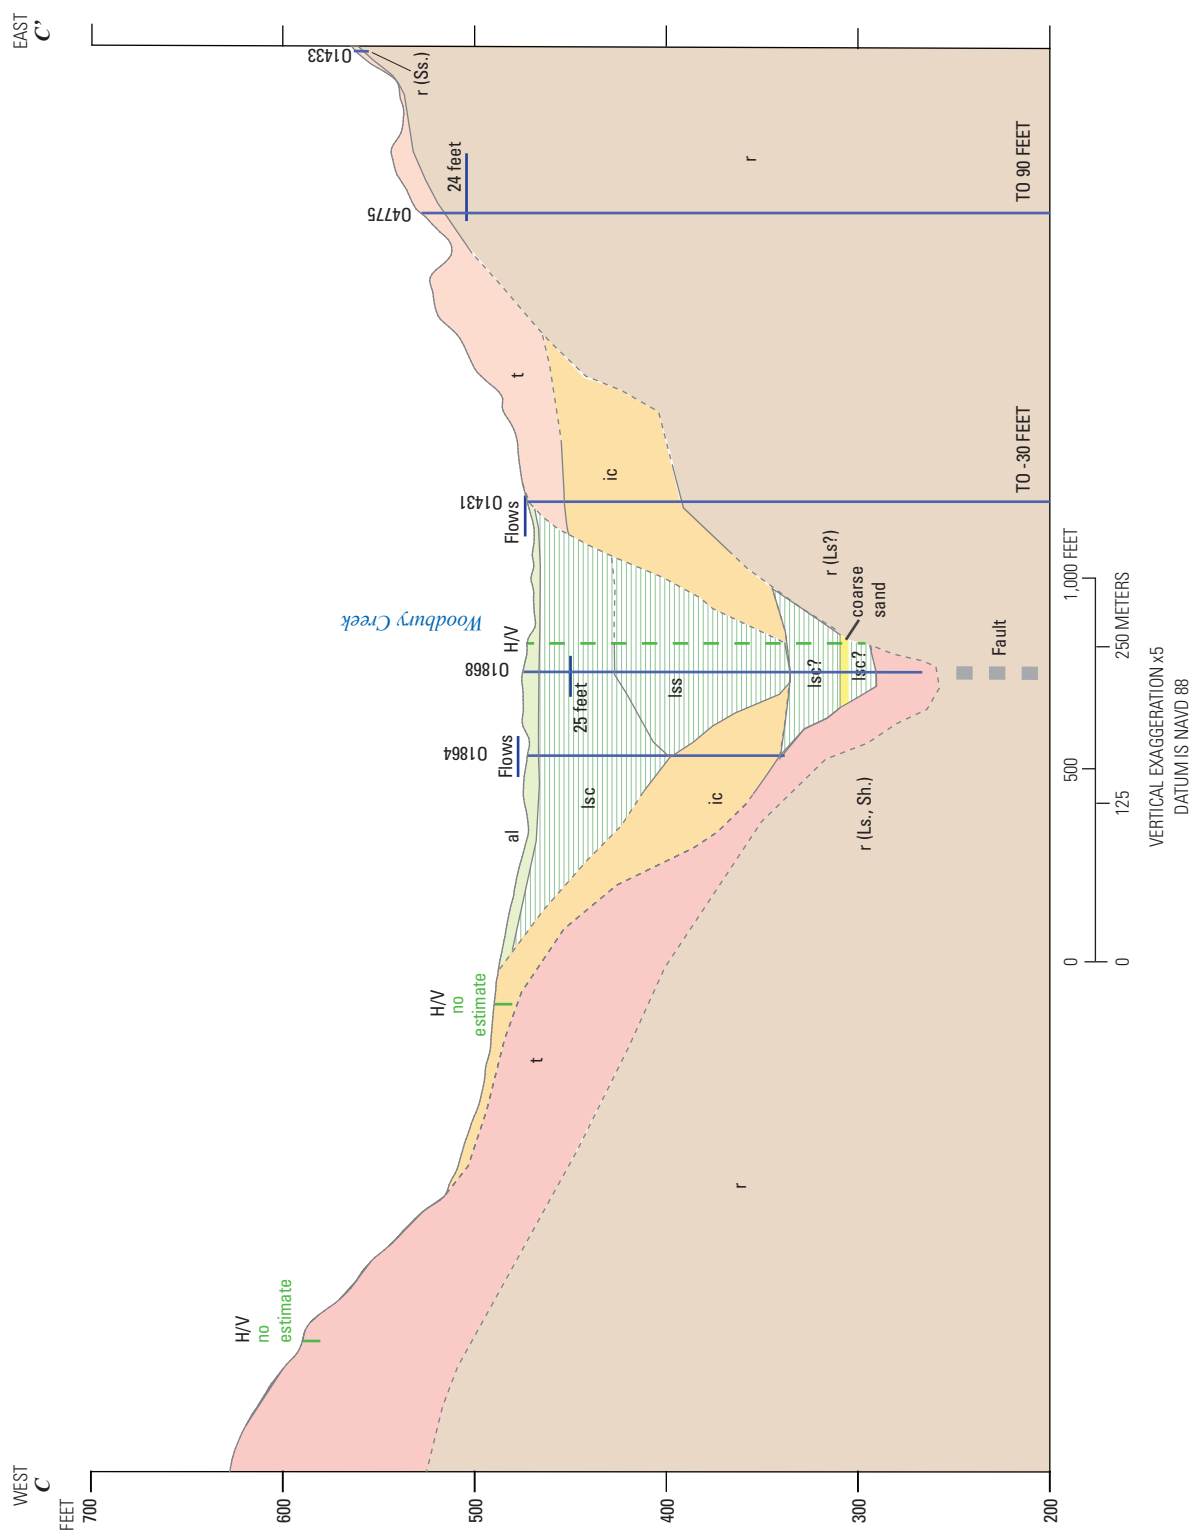 WEST
C
EAST
C'
FEET
700
600
500
400
300
200
H/V
no
estimate
H/V
no
estimate
al
Flows
O1864
25 feet
O1868
H/V
Woodbury Creek
Flows
O1431
O4775
24 feet
O1433
r (Ss.)
t
t
lsc
lss
ic
ic
lsc?
lsc?
coarse
sand
r (Ls?)
r (Ls., Sh.)
r
r
Fault
TO -30 FEET
TO 90 FEET
0
500
1,000 FEET
0
125
250 METERS
VERTICAL EXAGGERATION x5
DATUM IS NAVD 88